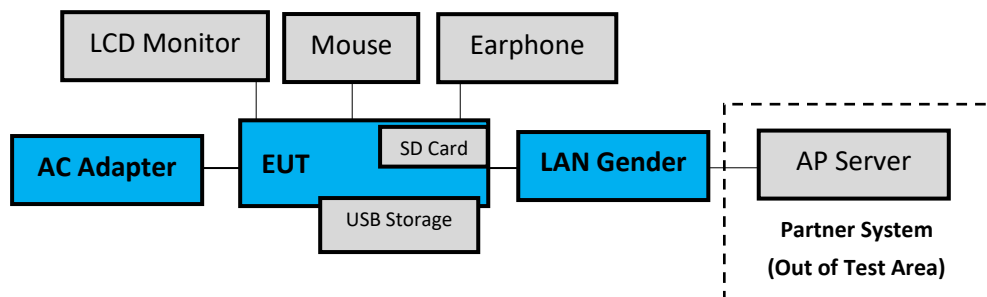 LCD Monitor
Mouse
Earphone
AC Adapter
EUT
SD Card
LAN Gender
AP Server
USB Storage
Partner System
(Out of Test Area)